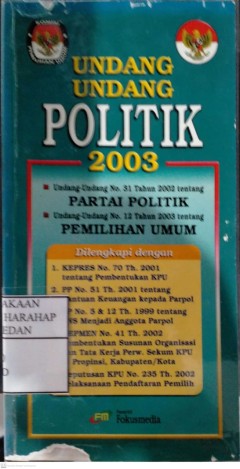 UNDANG
UNDANG
POLITIK
2003
Undang-Undang No. 31 Tahun 2002 tentang
PARTAI POLITIK
Undang-Undang No. 12 Tahun 2003 tentang
PEMILIHAN UMUM
Dilengkapi dengan
1. KEPRES No. 70 Th. 2001
tentang Pembentukan KPU
2. PP No. 51 Th. 2001 tentang
Bantuan Keuangan kepada Parpol
PP No. 5 & 12 Th. 1999 tentang
Menjadi Anggota Parpol
No. 41 Th. 2002
Pembentukan Susunan Organisasi
Tata Kerja Perw. Sekum KPU
Propinsi, Kabupaten/Kota
Keputusan KPU No. 235 Th. 2002
Pelaksanaan Pendaftaran Pemilih
AKAAN
HARAHAP
EDAN
Fokusmedia